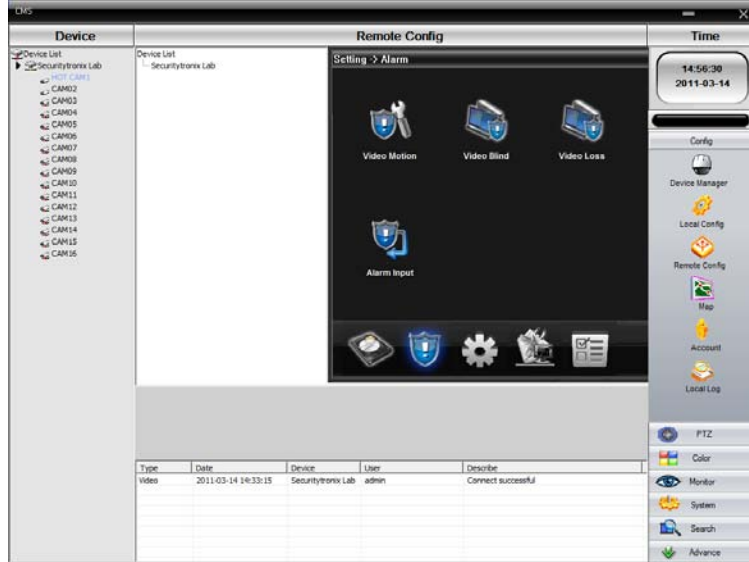 CMS
Device
Remote Config
Time
Device List
Securitytronix Lab
HOT CAM1
CAM02
CAM03
CAM04
CAM05
CAM06
CAM07
CAM08
CAM09
CAM10
CAM11
CAM12
CAM13
CAM14
CAM15
CAM16
Device List
Securitytronix Lab
Setting -> Alarm
Video Motion
Video Blind
Video Loss
Alarm Input
14:56:30
2011-03-14
Config
Device Manager
Local Config
Remote Config
Map
Account
Local Log
PTZ
Color
Monitor
System
Search
Advance
Type Date Device User Describe
Video 2011-03-14 14:33:15 Securitytronix Lab admin Connect successful